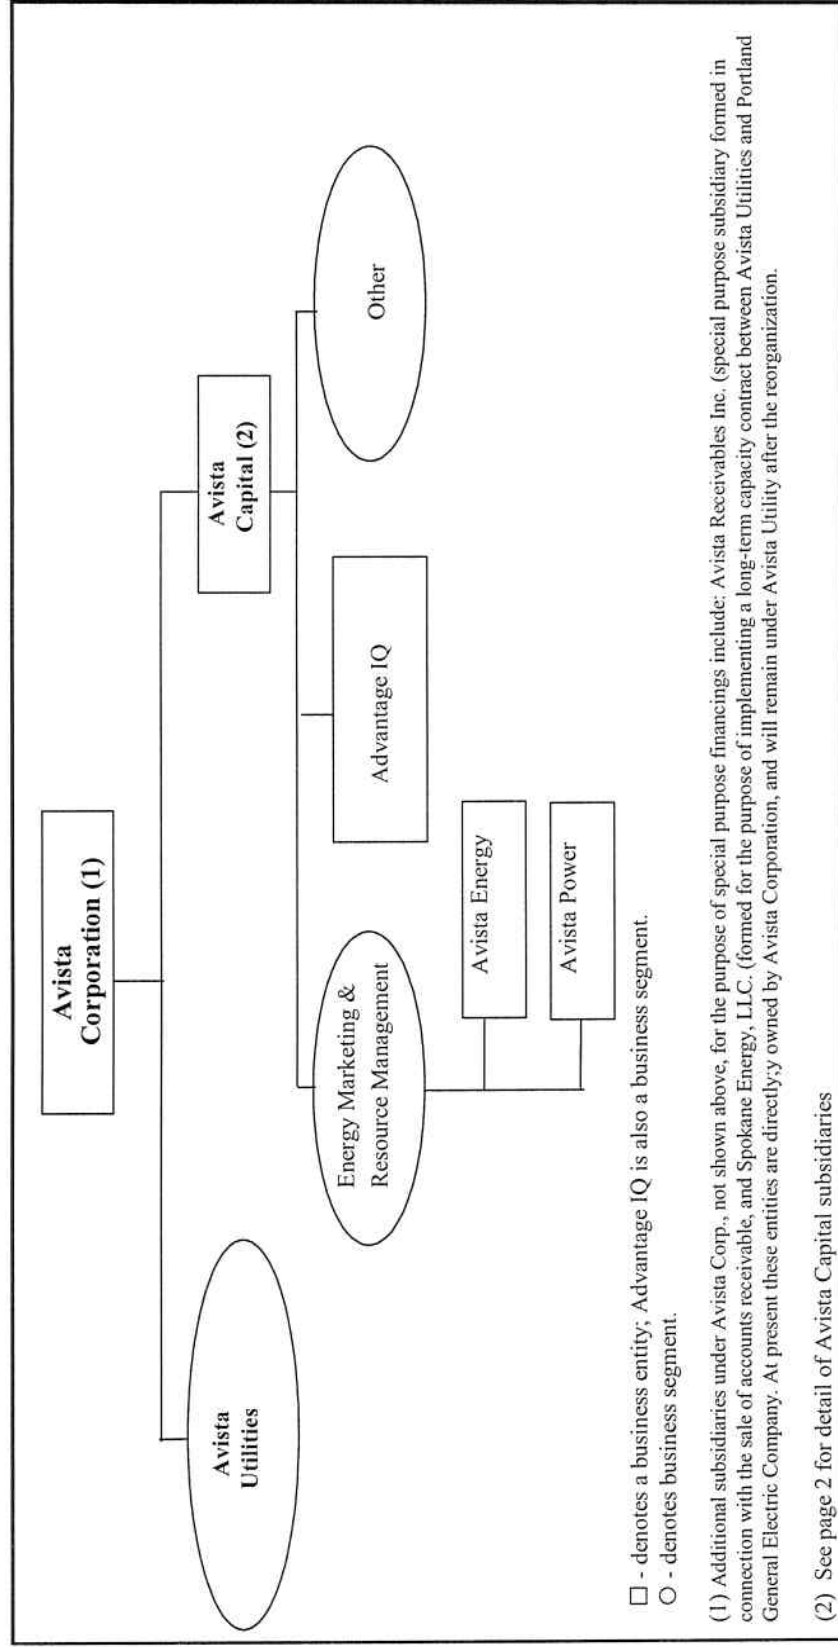 Avista
Corporation (1)
Avista
Utilities
Avista
Capital (2)
Energy Marketing &
Resource Management
Advantage IQ
Other
Avista Energy
Avista Power
□ - denotes a business entity; Advantage IQ is also a business segment.
○ - denotes business segment.
(1) Additional subsidiaries under Avista Corp., not shown above, for the purpose of special purpose financings include: Avista Receivables Inc. (special purpose subsidiary formed in
connection with the sale of accounts receivable, and Spokane Energy, LLC. (formed for the purpose of implementing a long-term capacity contract between Avista Utilities and Portland
General Electric Company. At present these entities are directly;y owned by Avista Corporation, and will remain under Avista Utility after the reorganization.
(2) See page 2 for detail of Avista Capital subsidiaries